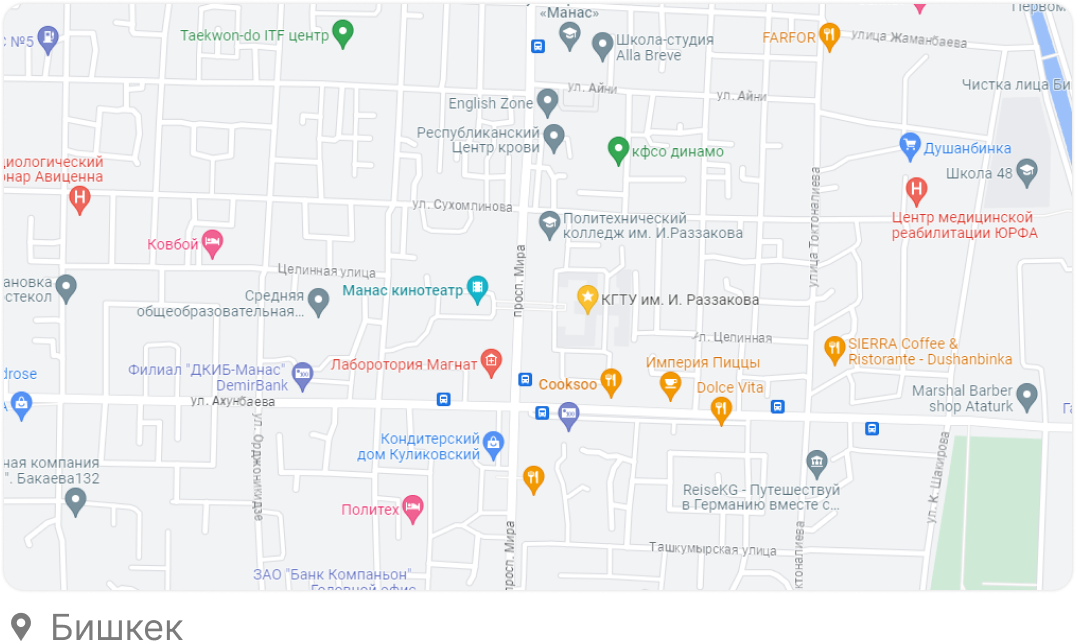 «Манас»
Первом
С №5
Taekwon-do ITF центр
Школа-студия
Alla Breve
FARFOR
улица Жаманбаева
ул. Айни
ул. Айни
Чистка лица Би
English Zone
Республиканский
Центр крови
кфсо динамо
Душанбинка
Школа 48
диологический
нар Авиценна
ул. Сухомлинова
улица Токтоналиева
Центр медицинской
реабилитации ЮРФА
Политехнический
колледж им. И.Раззакова
Ковбой
Целинная улица
просп. Мира
ановка
стекол
Средняя
общеобразовательная...
Манас кинотеатр
КГТУ им. И. Раззакова
ул. Целинная
SIERRA Coffee &
Ristorante - Dushanbinka
Лаборотория Магнат
Империя Пиццы
Филиал "ДКИБ-Манас"
DemirBank
drose
Cooksoo
Dolce Vita
Marshal Barber
shop Ataturk
ул. Ахунбаева
Га
ул. Орджоникидзе
Кондитерский
дом Куликовский
ная компания
". Бакаева132
ул. К. Шакирова
ReiseKG - Путешествуй
в Германию вместе с...
Политех
просп. Мира
Ташкумырская улица
ктоналиева
ЗАО "Банк Компаньон"
Головной офис
Бишкек